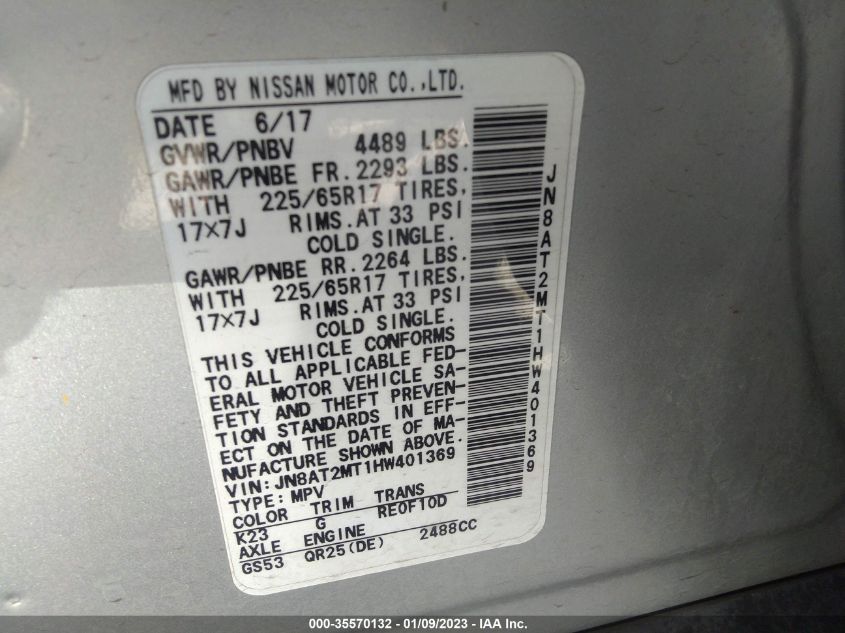 MFD BY NISSAN MOTOR CO.,LTD.
DATE 6/17
GVWR/PNBV 4489 LBS.
GAWR/PNBE FR. 2293 LBS.
WITH 225/65R17 TIRES,
17X7J RIMS.AT 33 PSI
COLD SINGLE.
GAWR/PNBE RR. 2264 LBS.
WITH 225/65R17 TIRES,
17X7J RIMS.AT 33 PSI
COLD SINGLE.
THIS VEHICLE CONFORMS
TO ALL APPLICABLE FED-
ERAL MOTOR VEHICLE SA-
FETY AND THEFT PREVEN-
TION STANDARDS IN EFF-
ECT ON THE DATE OF MA-
NUFACTURE SHOWN ABOVE.
VIN:JN8AT2MT1HW401369
TYPE:MPV
COLOR TRIM TRANS
K23 G RE0F10D
AXLE ENGINE
GS53 QR25(DE) 2488CC
JN8AT2MT1HW401369
000-35570132 - 01/09/2023 - IAA Inc.